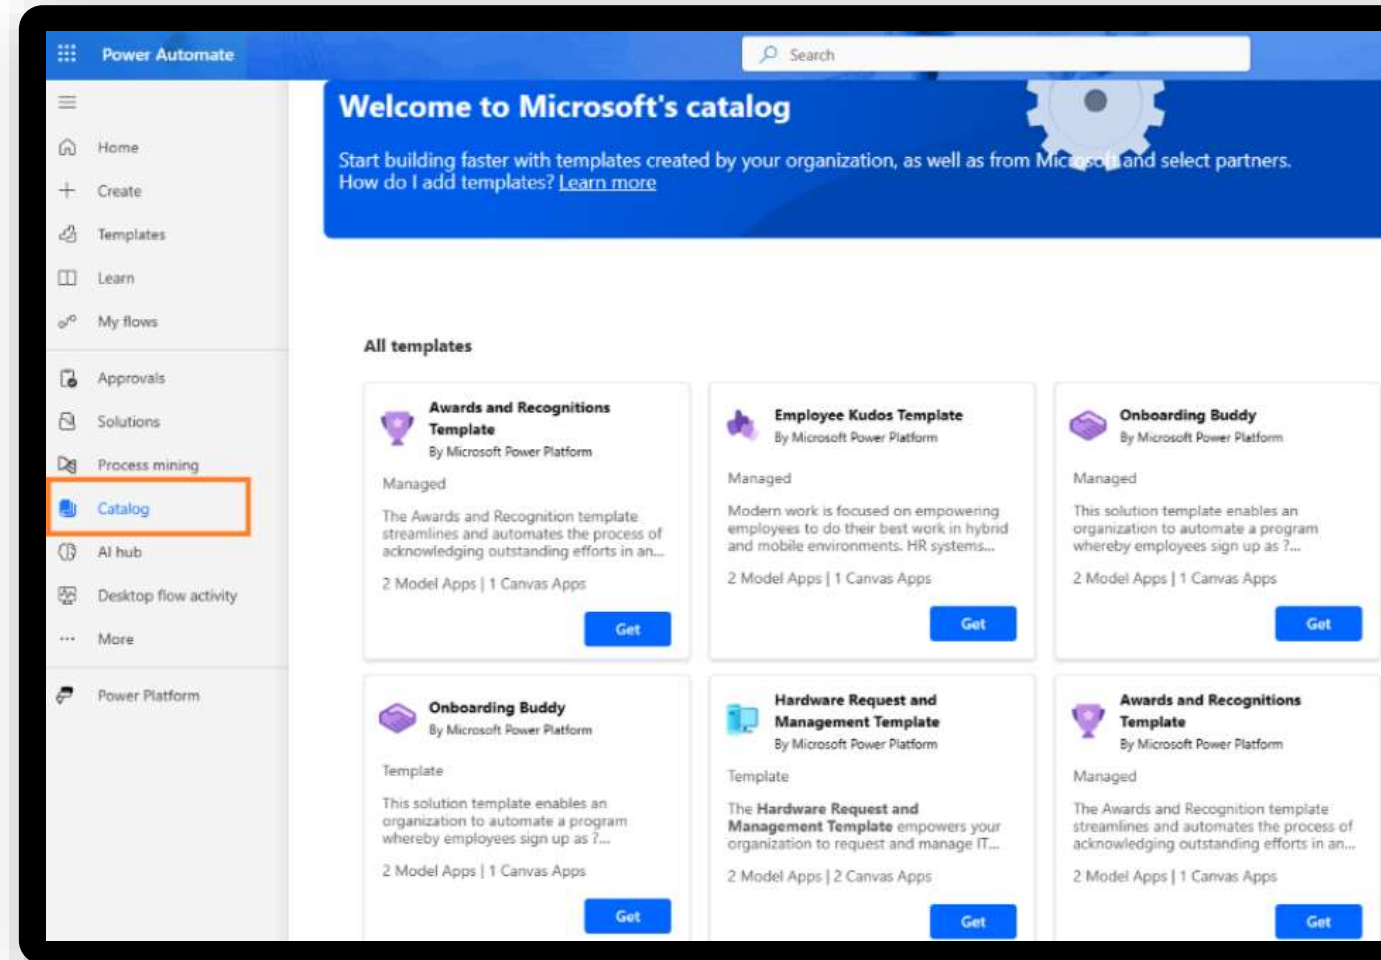 Power Automate
Search
Home
Create
Templates
Learn
My flows
Approvals
Solutions
Process mining
Catalog
AI hub
Desktop flow activity
More
Power Platform
Welcome to Microsoft's catalog
Start building faster with templates created by your organization, as well as from Microsoft and select partners.
How do I add templates? Learn more
All templates
Awards and Recognitions
Template
By Microsoft Power Platform
Managed
The Awards and Recognition template
streamlines and automates the process of
acknowledging outstanding efforts in an...
2 Model Apps | 1 Canvas Apps
Get
Employee Kudos Template
By Microsoft Power Platform
Managed
Modern work is focused on empowering
employees to do their best work in hybrid
and mobile environments. HR systems...
2 Model Apps | 1 Canvas Apps
Get
Onboarding Buddy
By Microsoft Power Platform
Managed
This solution template enables an
organization to automate a program
whereby employees sign up as ?...
2 Model Apps | 1 Canvas Apps
Get
Onboarding Buddy
By Microsoft Power Platform
Template
This solution template enables an
organization to automate a program
whereby employees sign up as ?...
2 Model Apps | 1 Canvas Apps
Get
Hardware Request and
Management Template
By Microsoft Power Platform
Template
The Hardware Request and
Management Template empowers your
organization to request and manage IT...
2 Model Apps | 2 Canvas Apps
Get
Awards and Recognitions
Template
By Microsoft Power Platform
Managed
The Awards and Recognition template
streamlines and automates the process of
acknowledging outstanding efforts in an...
2 Model Apps | 1 Canvas Apps
Get